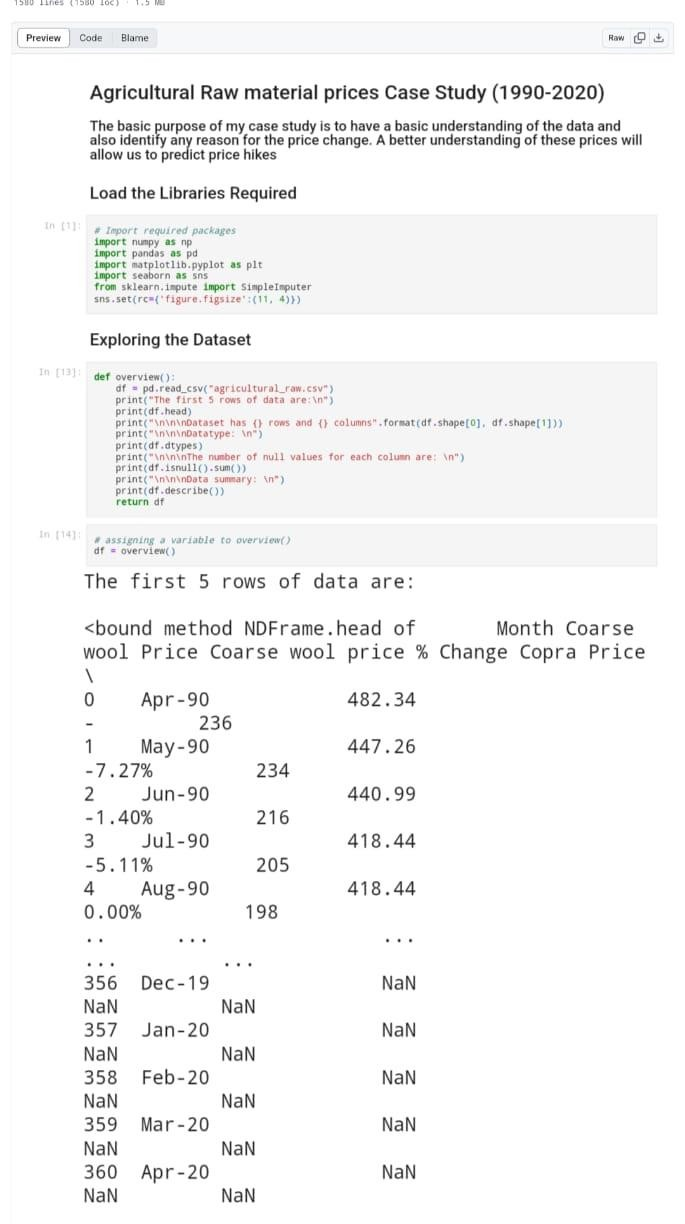 1580 lines (1580 loc) · 1.5 MB
Preview Code Blame Raw
Agricultural Raw material prices Case Study (1990-2020)
The basic purpose of my case study is to have a basic understanding of the data and
also identify any reason for the price change. A better understanding of these prices will
allow us to predict price hikes
Load the Libraries Required
In [1]:
# Import required packages
import numpy as np
import pandas as pd
import matplotlib.pyplot as plt
import seaborn as sns
from sklearn.impute import SimpleImputer
sns.set(rc={'figure.figsize':(11, 4)})
Exploring the Dataset
In [13]:
def overview():
    df = pd.read_csv("agricultural_raw.csv")
    print("The first 5 rows of data are:\n")
    print(df.head)
    print("\n\n\nDataset has {} rows and {} columns".format(df.shape[0], df.shape[1]))
    print("\n\n\nDatatype: \n")
    print(df.dtypes)
    print("\n\n\nThe number of null values for each column are: \n")
    print(df.isnull().sum())
    print("\n\n\nData summary: \n")
    print(df.describe())
    return df
In [14]:
# assigning a variable to overview()
df = overview()
The first 5 rows of data are:
<bound method NDFrame.head of       Month Coarse
wool Price Coarse wool price % Change Copra Price
\
0    Apr-90            482.34
-         236
1    May-90            447.26
-7.27%         234
2    Jun-90            440.99
-1.40%         216
3    Jul-90            418.44
-5.11%         205
4    Aug-90            418.44
0.00%         198
..      ...               ...
...         ...
356  Dec-19               NaN
NaN         NaN
357  Jan-20               NaN
NaN         NaN
358  Feb-20               NaN
NaN         NaN
359  Mar-20               NaN
NaN         NaN
360  Apr-20               NaN
NaN         NaN